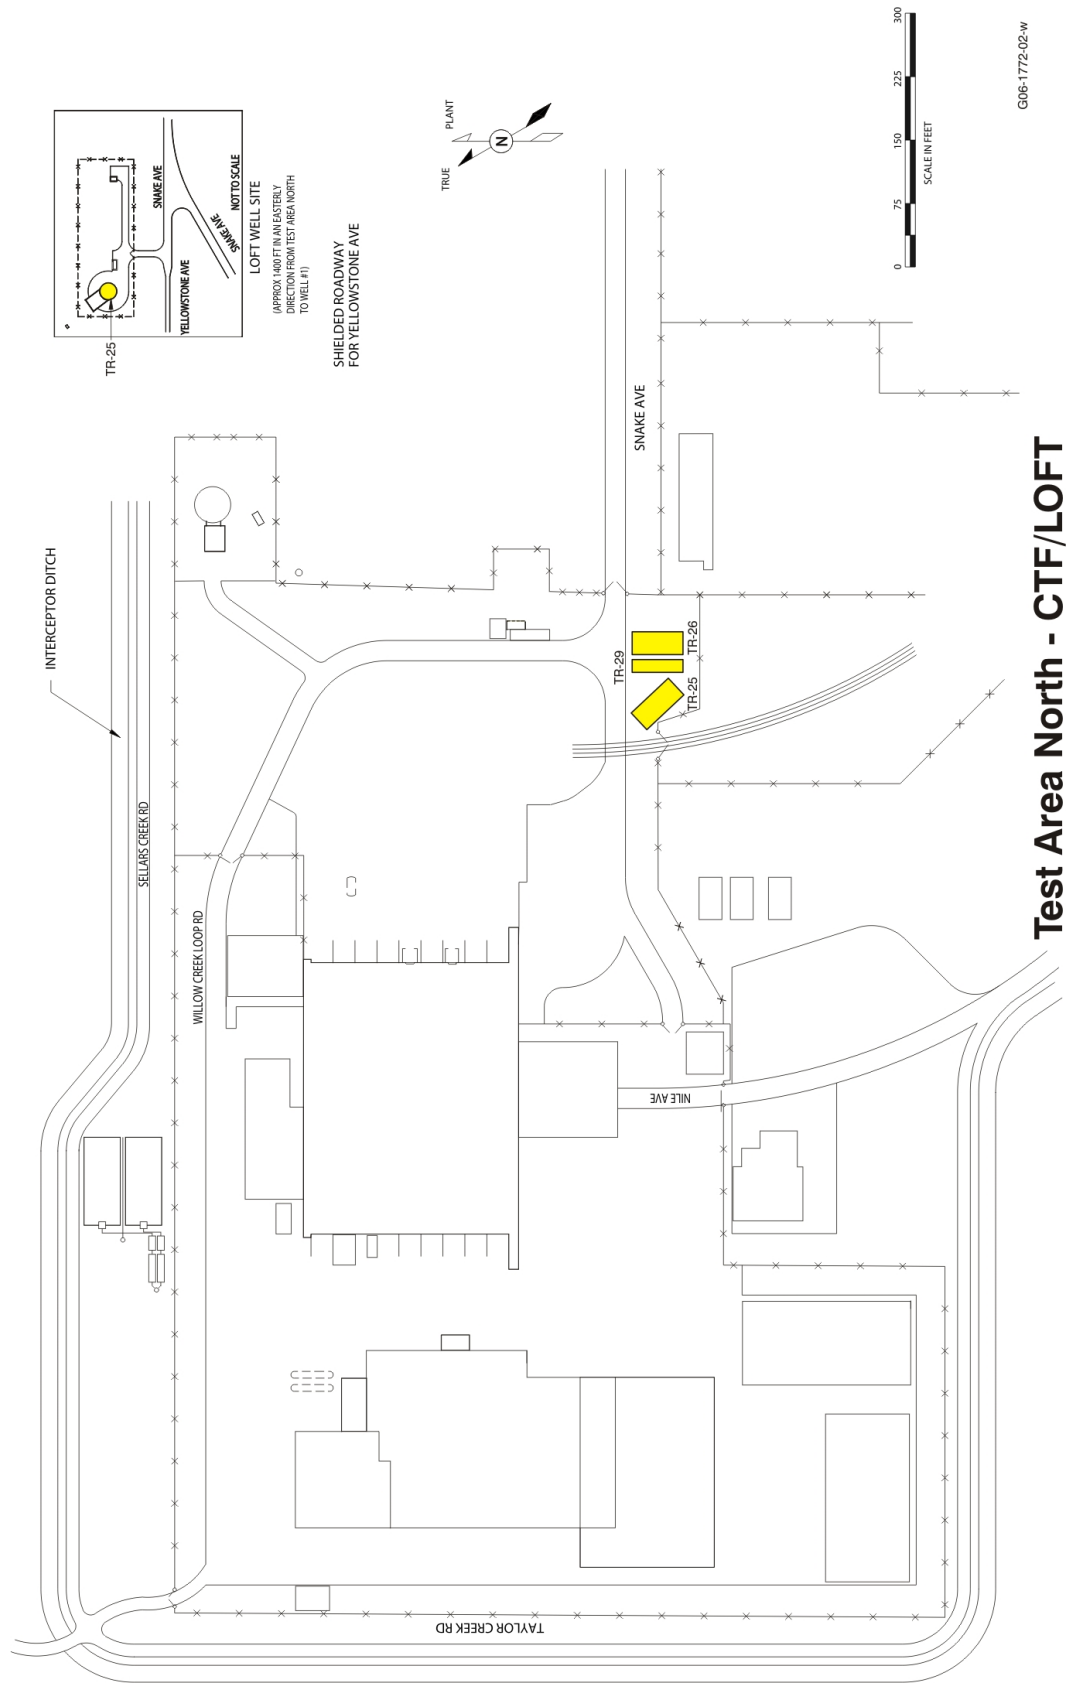 INTERCEPTOR DITCH
SELLARS CREEK RD
WILLOW CREEK LOOP RD
TR-25
SNAKE AVE
YELLOWSTONE AVE
SNAKE AVE
NOT TO SCALE
LOFT WELL SITE
(APPROX 1400 FT IN AN EASTERLY
DIRECTION FROM TEST AREA NORTH
TO WELL #1)
SHIELDED ROADWAY
FOR YELLOWSTONE AVE
TRUE
PLANT
N
SNAKE AVE
TR-29
TR-26
TR-25
NILE AVE
TAYLOR CREEK RD
0 75 150 225 300
SCALE IN FEET
G06-1772-02-w
Test Area North - CTF/LOFT